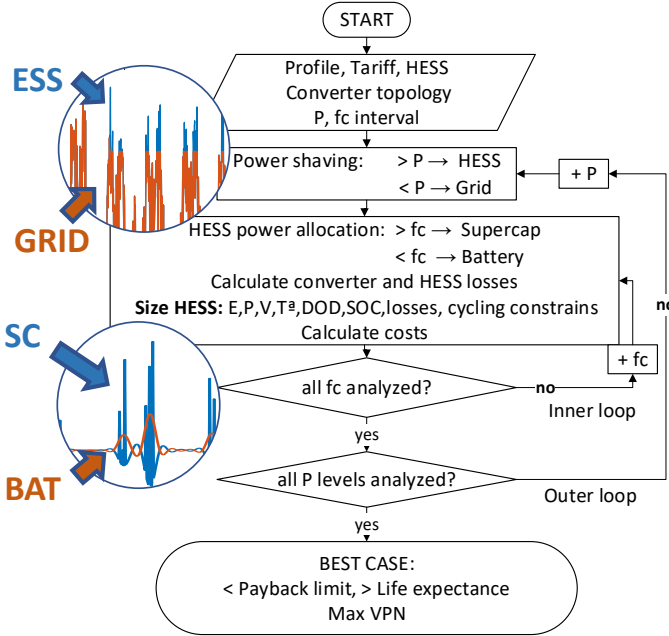 START
ESS
Profile, Tariff, HESS
Converter topology
P, fc interval
Power shaving: > P → HESS
< P → Grid
+ P
GRID
HESS power allocation: > fc → Supercap
< fc → Battery
Calculate converter and HESS losses
Size HESS: E,P,V,Tª,DOD,SOC,losses, cycling constrains
Calculate costs
no
SC
+ fc
all fc analyzed?
no
Inner loop
yes
BAT
all P levels analyzed?
Outer loop
yes
BEST CASE:
< Payback limit, > Life expectance
Max VPN